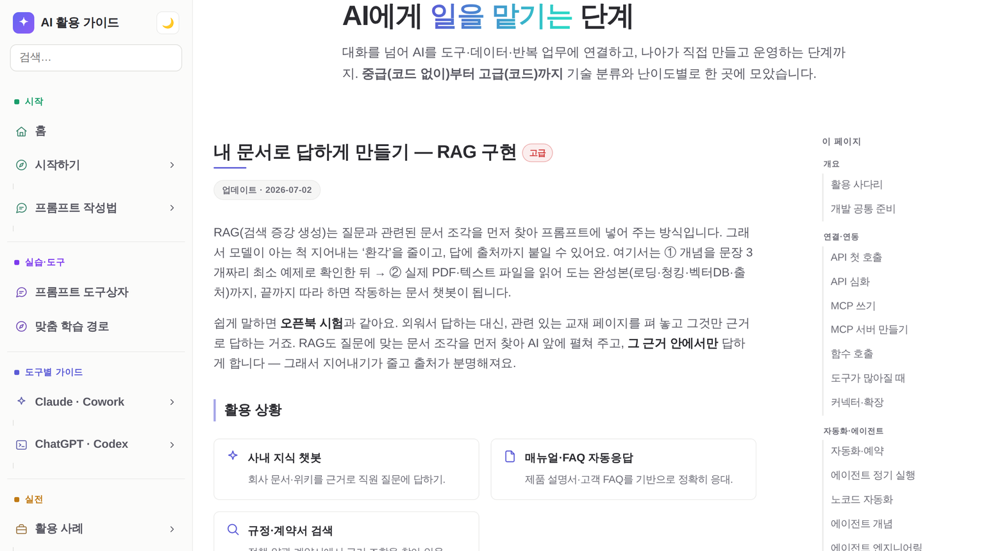 AI 활용 가이드
검색...
시작
홈
시작하기
프롬프트 작성법
실습·도구
프롬프트 도구상자
맞춤 학습 경로
도구별 가이드
Claude · Cowork
ChatGPT · Codex
실전
활용 사례
AI에게 일을 맡기는 단계
대화를 넘어 AI를 도구·데이터·반복 업무에 연결하고, 나아가 직접 만들고 운영하는 단계까
지. 중급(코드 없이)부터 고급(코드)까지 기술 분류와 난이도별로 한 곳에 모았습니다.
내 문서로 답하게 만들기 — RAG 구현 고급
업데이트 · 2026-07-02
RAG(검색 증강 생성)는 질문과 관련된 문서 조각을 먼저 찾아 프롬프트에 넣어 주는 방식입니다. 그래
서 모델이 아는 척 지어내는 ‘환각’을 줄이고, 답에 출처까지 붙일 수 있어요. 여기서는 ① 개념을 문장 3
개짜리 최소 예제로 확인한 뒤 → ② 실제 PDF·텍스트 파일을 읽어 도는 완성본(로딩·청킹·벡터DB·출
처)까지, 끝까지 따라 하면 작동하는 문서 챗봇이 됩니다.
쉽게 말하면 오픈북 시험과 같아요. 외워서 답하는 대신, 관련 있는 교재 페이지를 펴 놓고 그것만 근거
로 답하는 거죠. RAG도 질문에 맞는 문서 조각을 먼저 찾아 AI 앞에 펼쳐 주고, 그 근거 안에서만 답하
게 합니다 — 그래서 지어내기가 줄고 출처가 분명해져요.
활용 상황
사내 지식 챗봇
회사 문서·위키를 근거로 직원 질문에 답하기.
매뉴얼·FAQ 자동응답
제품 설명서·고객 FAQ를 기반으로 정확히 응대.
규정·계약서 검색
이 페이지
개요
활용 사다리
개발 공통 준비
연결·연동
API 첫 호출
API 심화
MCP 쓰기
MCP 서버 만들기
함수 호출
도구가 많아질 때
커넥터·확장
자동화·에이전트
자동화·예약
에이전트 정기 실행
노코드 자동화
에이전트 개념
에이전트 엔지니어링